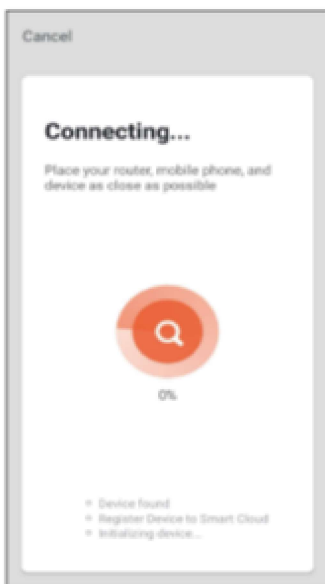 Cancel
Connecting...
Place your router, mobile phone, and
device as close as possible
0%
Device found
Register Device to Smart Cloud
Initializing device...